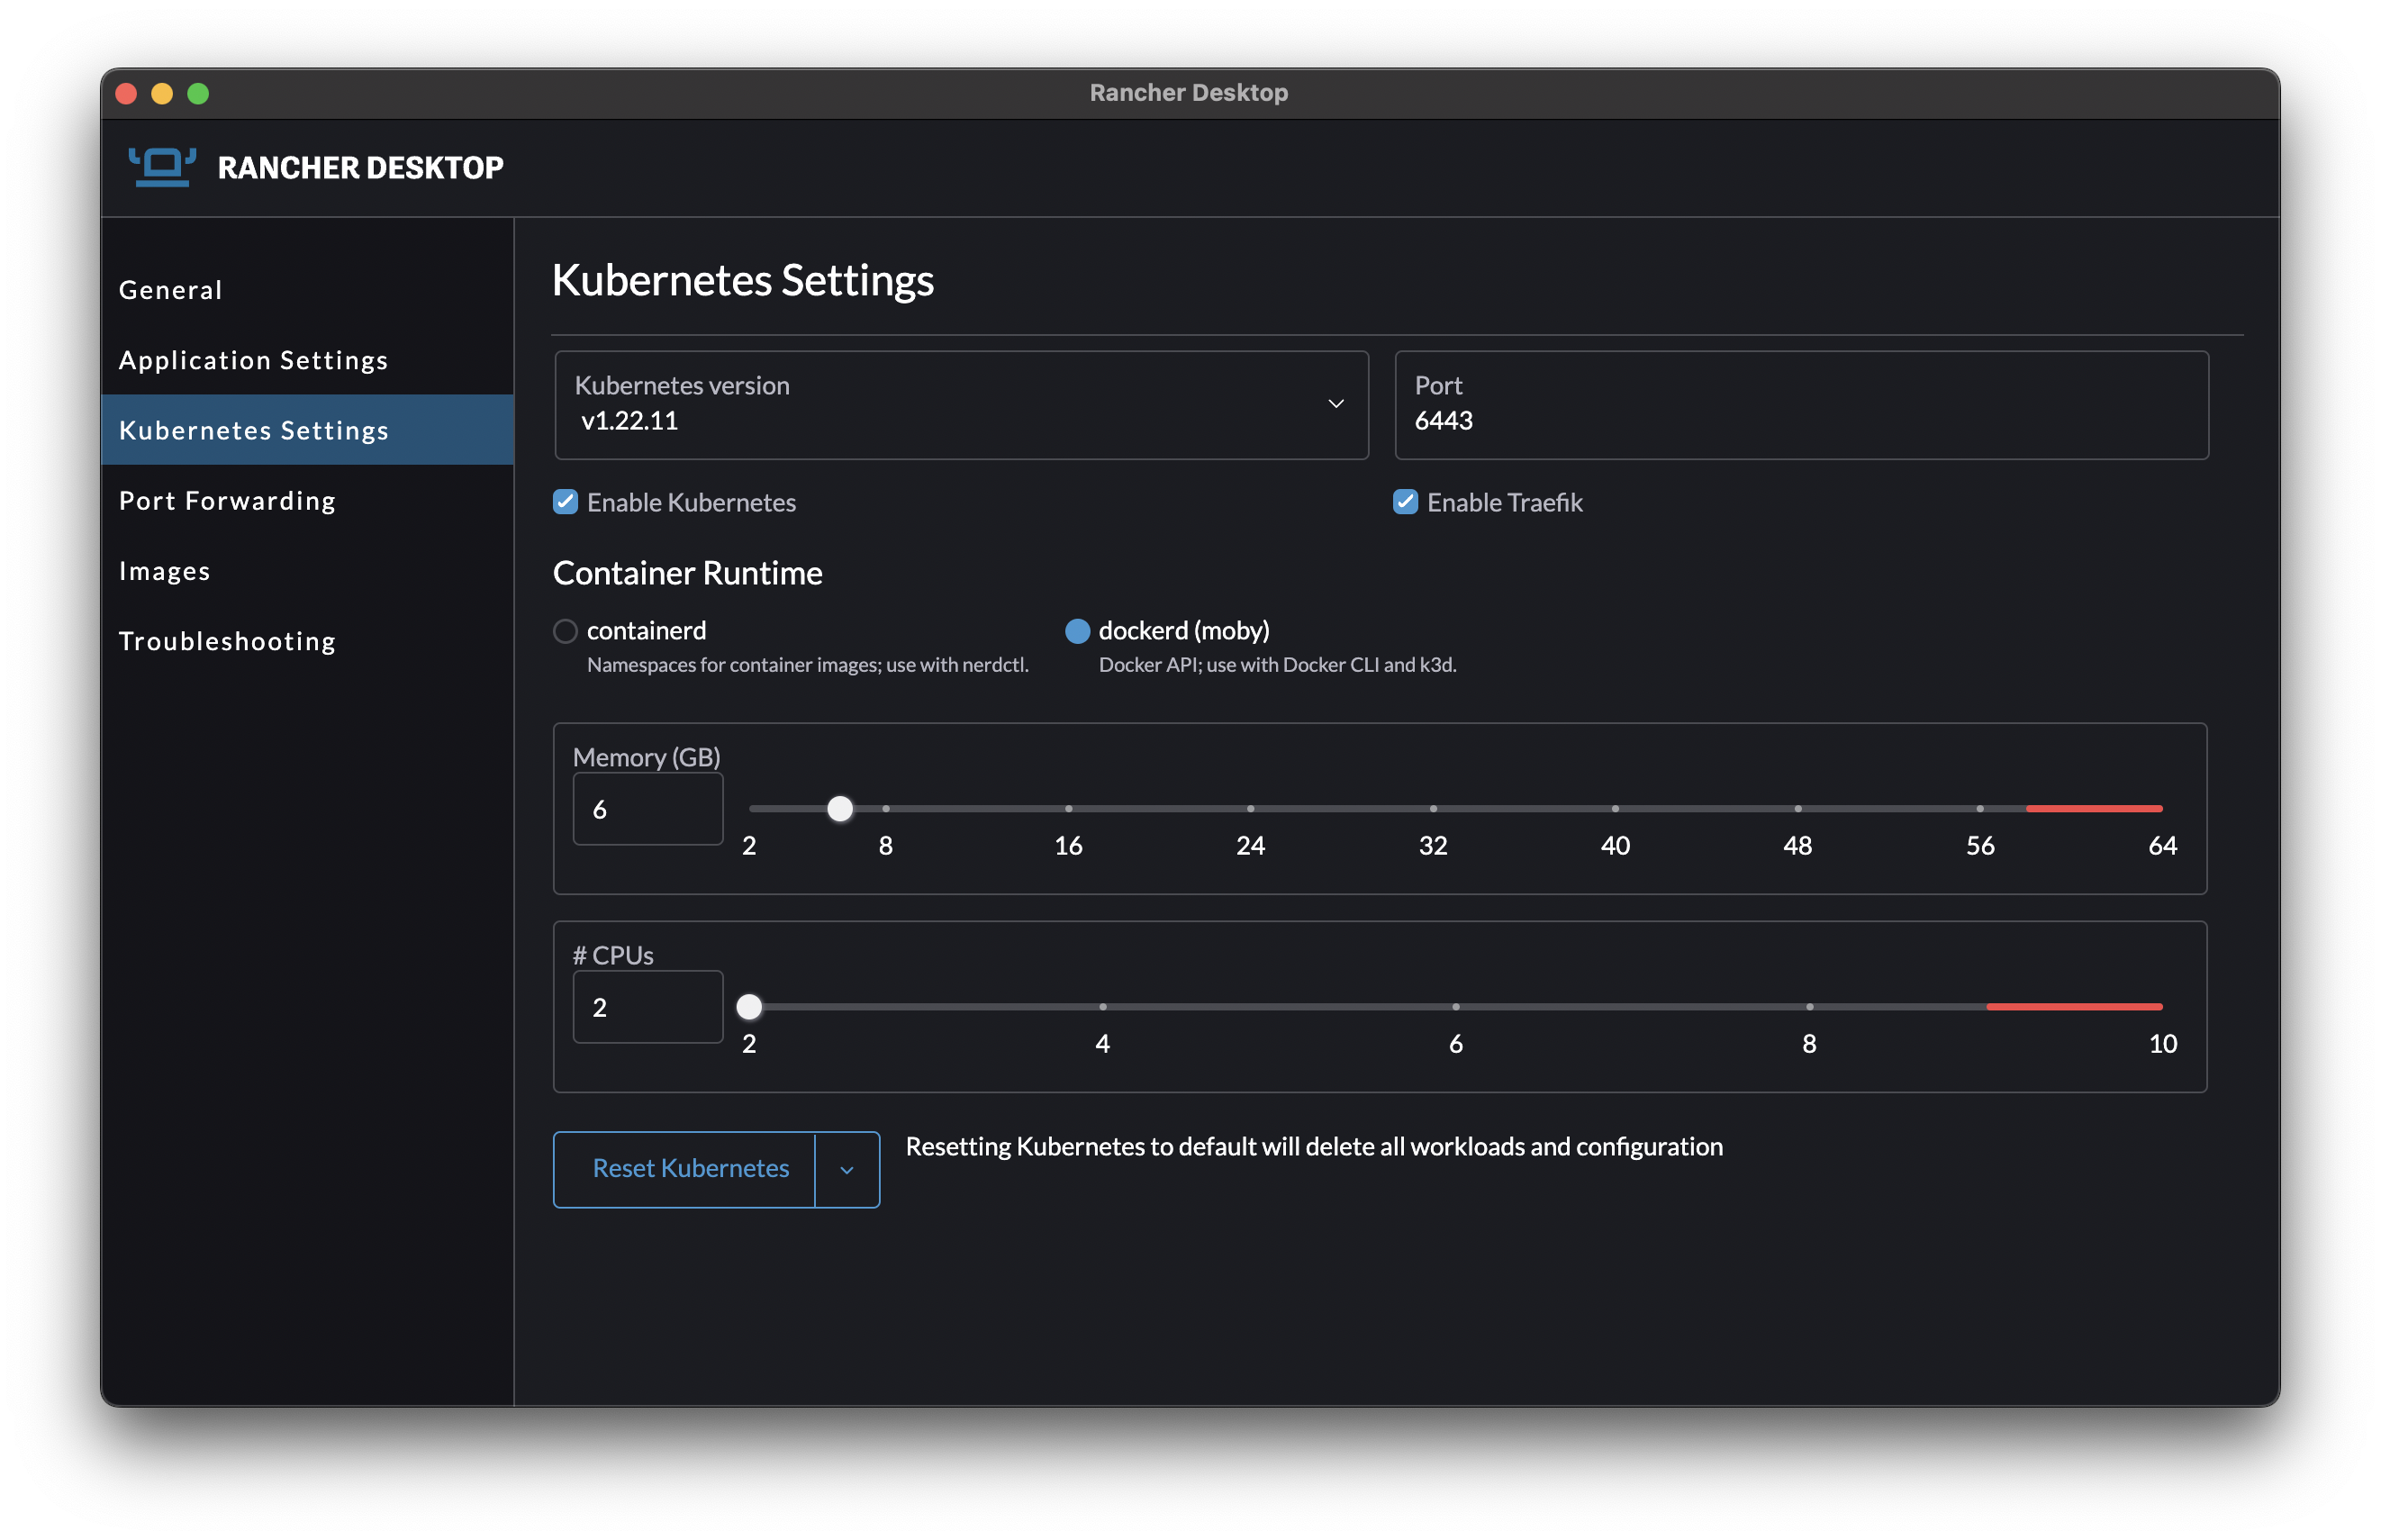 Rancher Desktop
RANCHER DESKTOP
General
Application Settings
Kubernetes Settings
Port Forwarding
Images
Troubleshooting
Kubernetes Settings
Kubernetes version
v1.22.11
Port
6443
Enable Kubernetes
Enable Traefik
Container Runtime
containerd
Namespaces for container images; use with nerdctl.
dockerd (moby)
Docker API; use with Docker CLI and k3d.
Memory (GB)
6
2 8 16 24 32 40 48 56 64
# CPUs
2
2 4 6 8 10
Reset Kubernetes
Resetting Kubernetes to default will delete all workloads and configuration